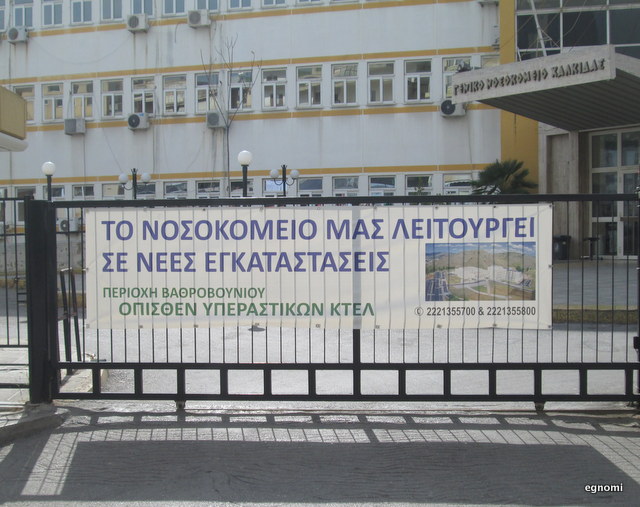 ΓΕΝΙΚΟ ΝΟΣΟΚΟΜΕΙΟ ΧΑΛΚΙΔΑΣ
ΤΟ ΝΟΣΟΚΟΜΕΙΟ ΜΑΣ ΛΕΙΤΟΥΡΓΕΙ
ΣΕ ΝΕΕΣ ΕΓΚΑΤΑΣΤΑΣΕΙΣ
ΠΕΡΙΟΧΗ ΒΑΘΡΟΒΟΥΝΙΟΥ
ΟΠΙΣΘΕΝ ΥΠΕΡΑΣΤΙΚΩΝ ΚΤΕΛ
✆ 2221355700 & 2221355800
egnomi